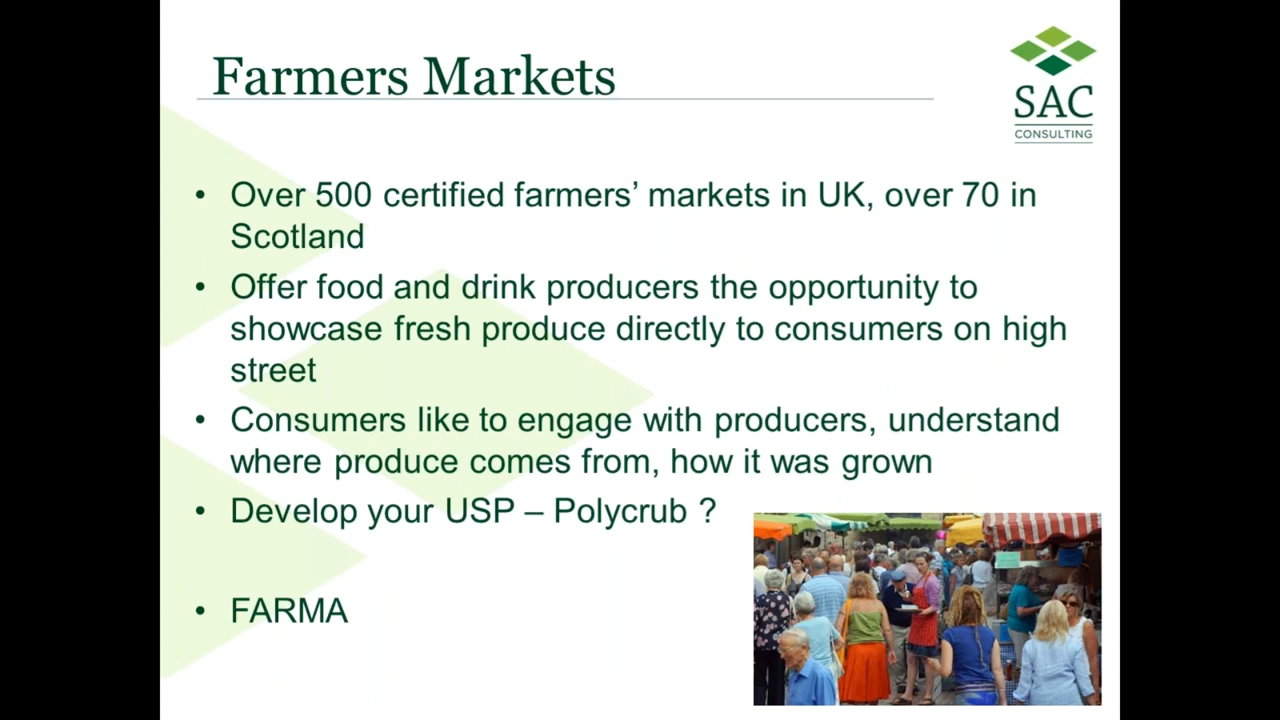 Farmers Markets
SAC
CONSULTING
• Over 500 certified farmers’ markets in UK, over 70 in
Scotland
• Offer food and drink producers the opportunity to
showcase fresh produce directly to consumers on high
street
• Consumers like to engage with producers, understand
where produce comes from, how it was grown
• Develop your USP – Polycrub ?
• FARMA